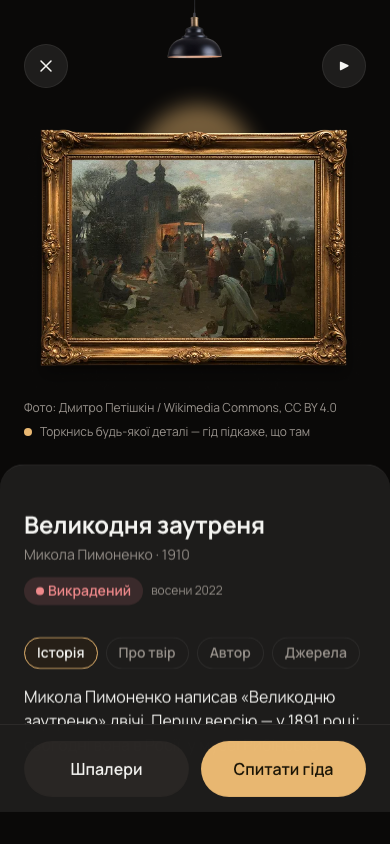 Фото: Дмитро Петішкін / Wikimedia Commons, CC BY 4.0
Торкнись будь-якої деталі — гід підкаже, що там
Великодня заутреня
Микола Пимоненко · 1910
Викрадений восени 2022
Історія Про твір Автор Джерела
Микола Пимоненко написав «Великодню
заутреню» двічі. Першу версію — у 1891 році;
Шпалери Спитати гіда